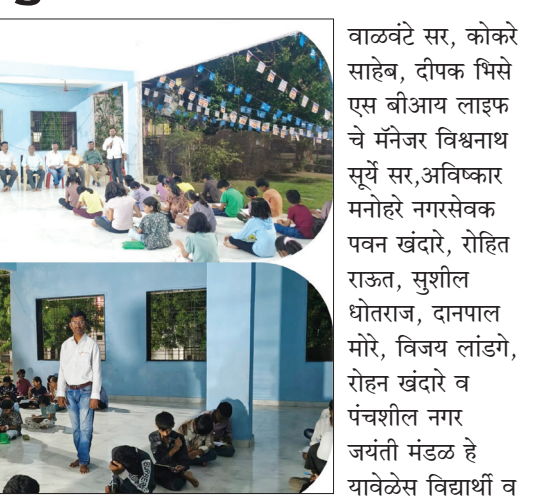 वाळवंटे सर, कोकरे
साहेब, दीपक भिसे
एस बीआय लाइफ
चे मॅनेजर विश्वनाथ
सूर्ये सर,अविष्कार
मनोहरे नगरसेवक
पवन खंदारे, रोहित
राऊत, सुशील
धोतराज, दानपाल
मोरे, विजय लांडगे,
रोहन खंदारे व
पंचशील नगर
जयंती मंडळ हे
यावेळेस विद्यार्थी व